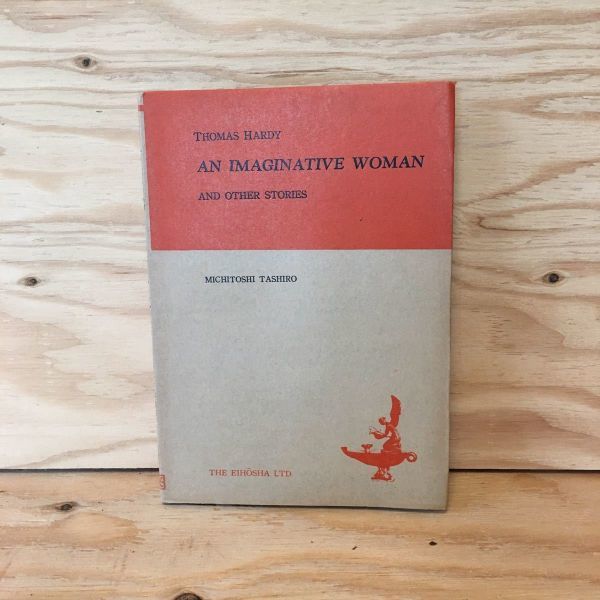 THOMAS HARDY
AN IMAGINATIVE WOMAN
AND OTHER STORIES
MICHITOSHI TASHIRO
THE EIHŌSHA LTD.